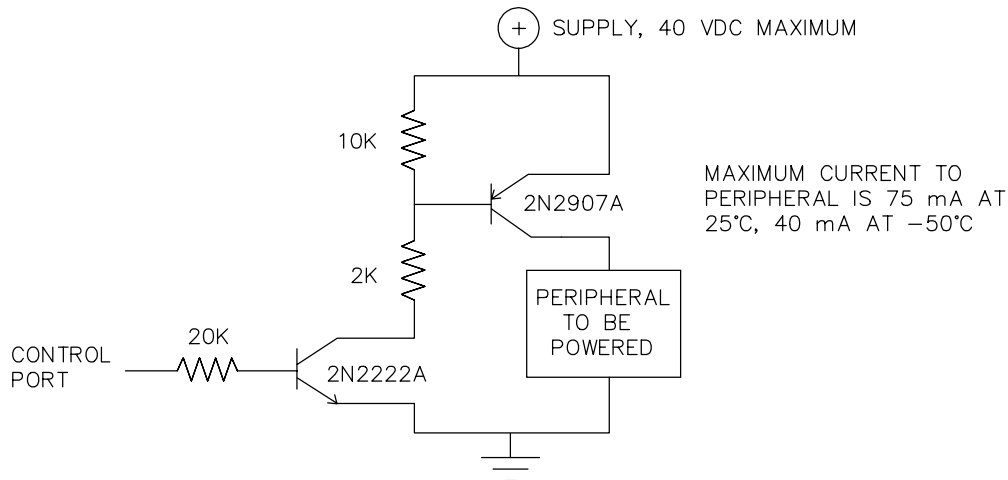 + SUPPLY, 40 VDC MAXIMUM
10K
MAXIMUM CURRENT TO
PERIPHERAL IS 75 mA AT
25°C, 40 mA AT −50°C
2N2907A
2K
PERIPHERAL
TO BE
POWERED
20K
CONTROL
PORT
2N2222A